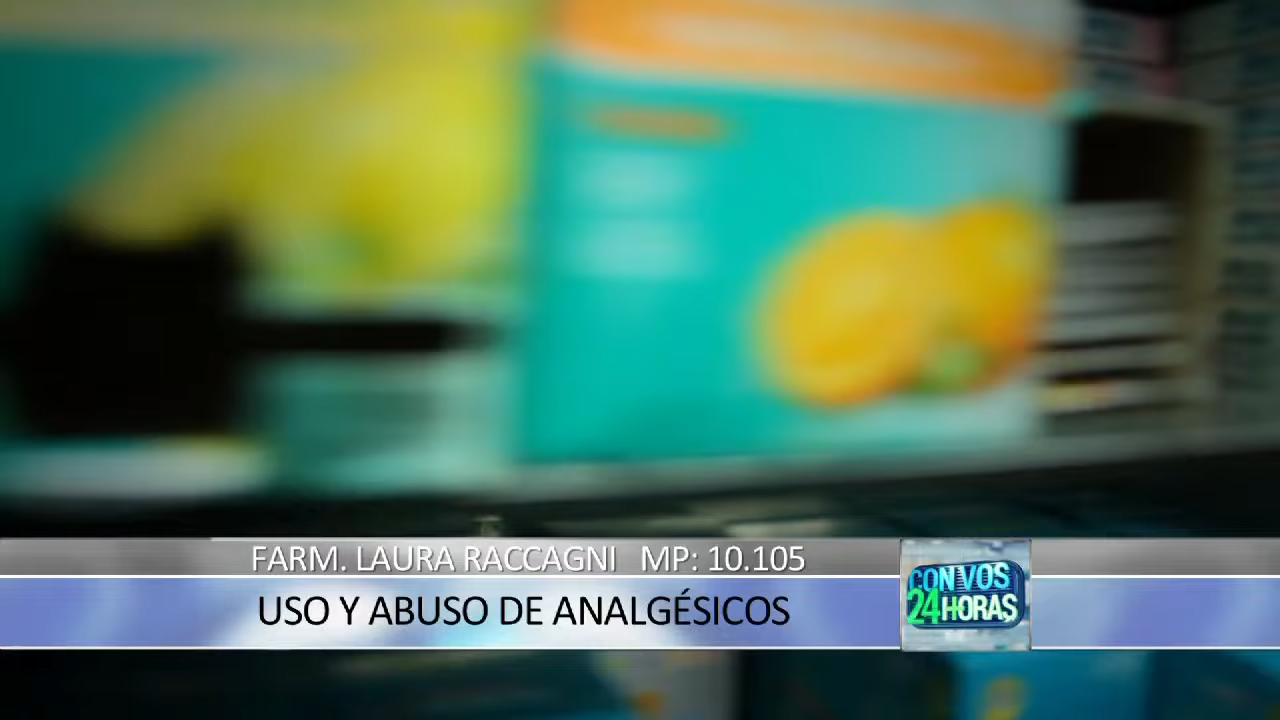 FARM. LAURA RACCAGNI MP: 10.105
USO Y ABUSO DE ANALGÉSICOS
CON VOS
24 HORAS